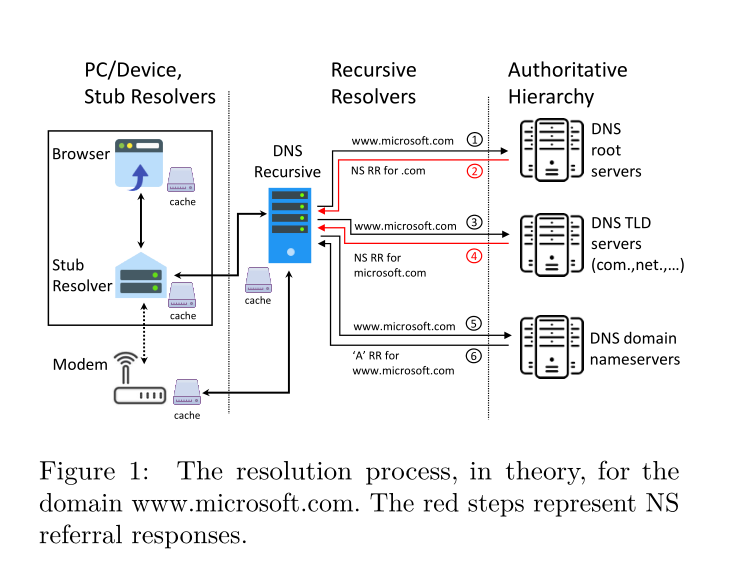 PC/Device,
Stub Resolvers
Recursive
Resolvers
Authoritative
Hierarchy
Browser
cache
Stub
Resolver
cache
Modem
cache
DNS
Recursive
cache
www.microsoft.com 1
NS RR for .com 2
www.microsoft.com 3
NS RR for
microsoft.com
4
www.microsoft.com 5
‘A’ RR for
www.microsoft.com
6
DNS
root
servers
DNS TLD
servers
(com.,net.,...)
DNS domain
nameservers
Figure 1: The resolution process, in theory, for the
domain www.microsoft.com. The red steps represent NS
referral responses.